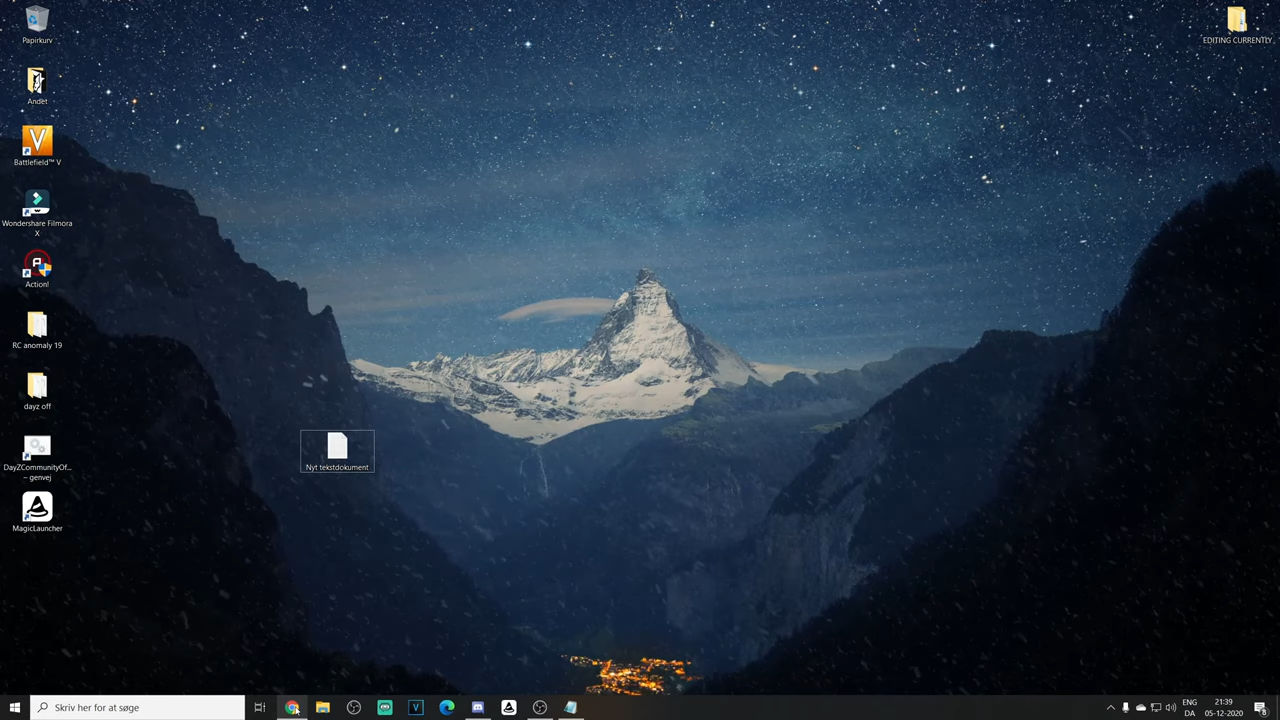 Papirkurv
Andet
Battlefield™ V
Wondershare Filmora
X
Action!
RC anomaly 19
dayz off
DayZCommunityOf...
– genvej
MagicLauncher
Nyt tekstdokument
EDITING CURRENTLY
Skriv her for at søge
ENG
DA
21:39
05-12-2020
8